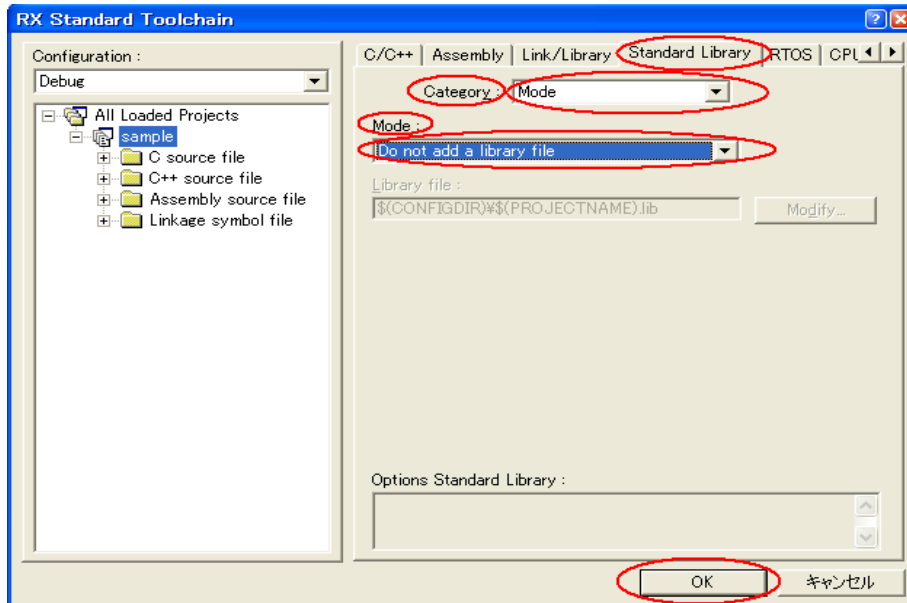 RX Standard Toolchain
Configuration :
Debug
All Loaded Projects
sample
C source file
C++ source file
Assembly source file
Linkage symbol file
C/C++ Assembly Link/Library Standard Library RTOS CPU
Category : Mode
Mode :
Do not add a library file
Library file :
$(CONFIGDIR)¥$(PROJECTNAME).lib Modify...
Options Standard Library :
OK キャンセル